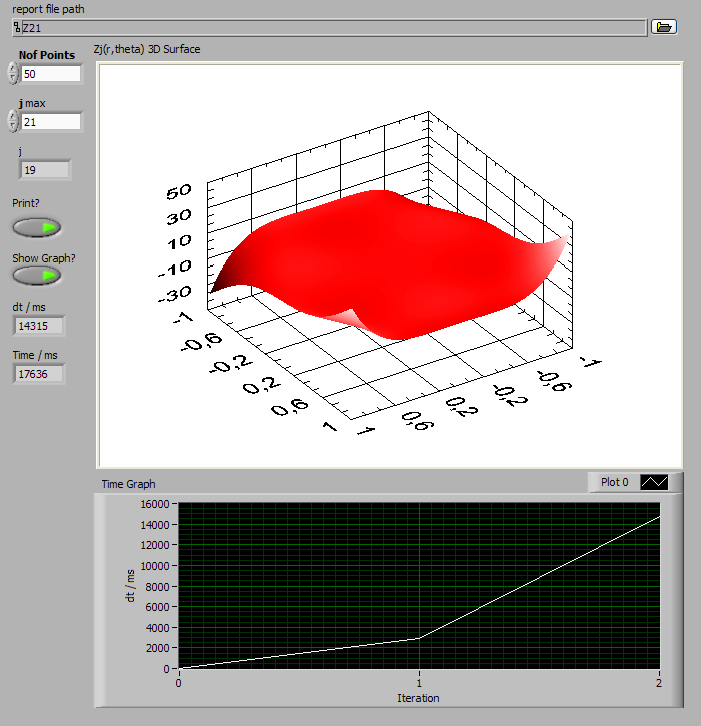 report file path
Z21
Nof Points
50
j max
21
j
19
Print?
Show Graph?
dt / ms
14315
Time / ms
17636
Zj(r,theta) 3D Surface
50
30
10
-10
-30
-1
-0,6
-0,2
0,2
0,6
1
1
0,6
0,2
-0,2
-0,6
-1
Time Graph
Plot 0
16000
14000
12000
10000
8000
6000
4000
2000
0
dt / ms
0 1 2
Iteration